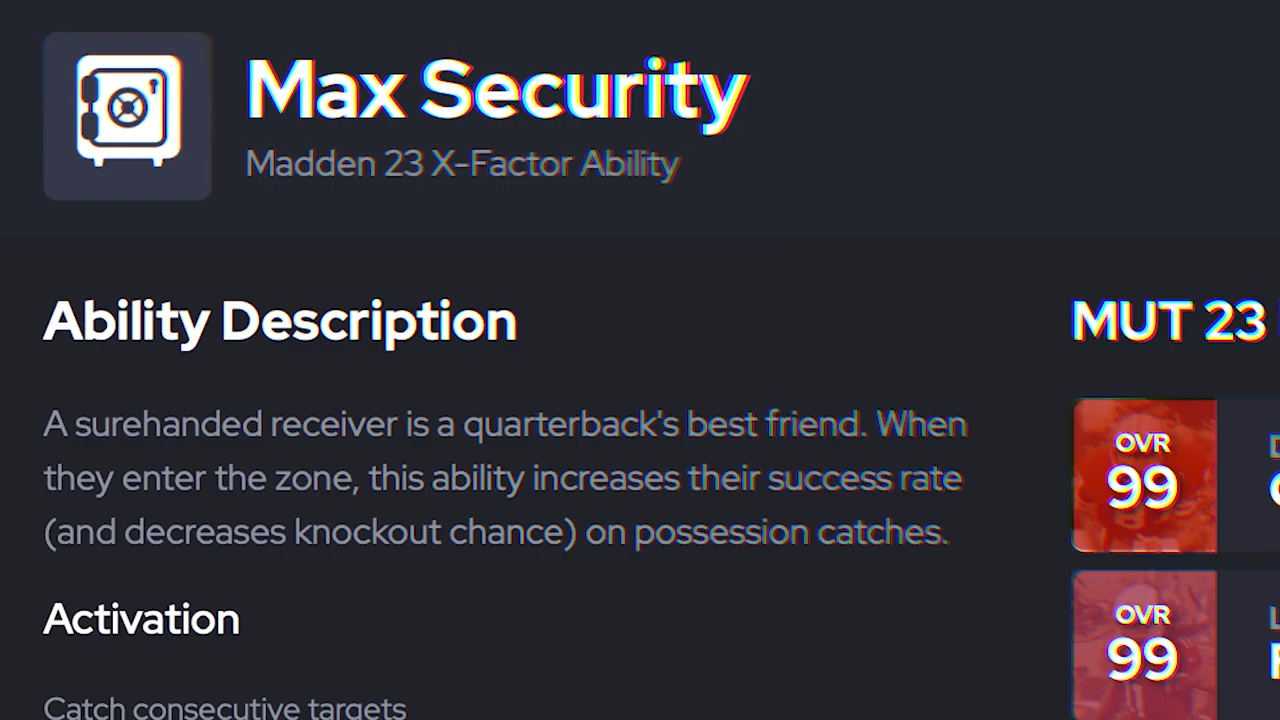 Max Security
Madden 23 X-Factor Ability
Ability Description
A surehanded receiver is a quarterback's best friend. When
they enter the zone, this ability increases their success rate
(and decreases knockout chance) on possession catches.
Activation
Catch consecutive targets
MUT 23
OVR
99
OVR
99